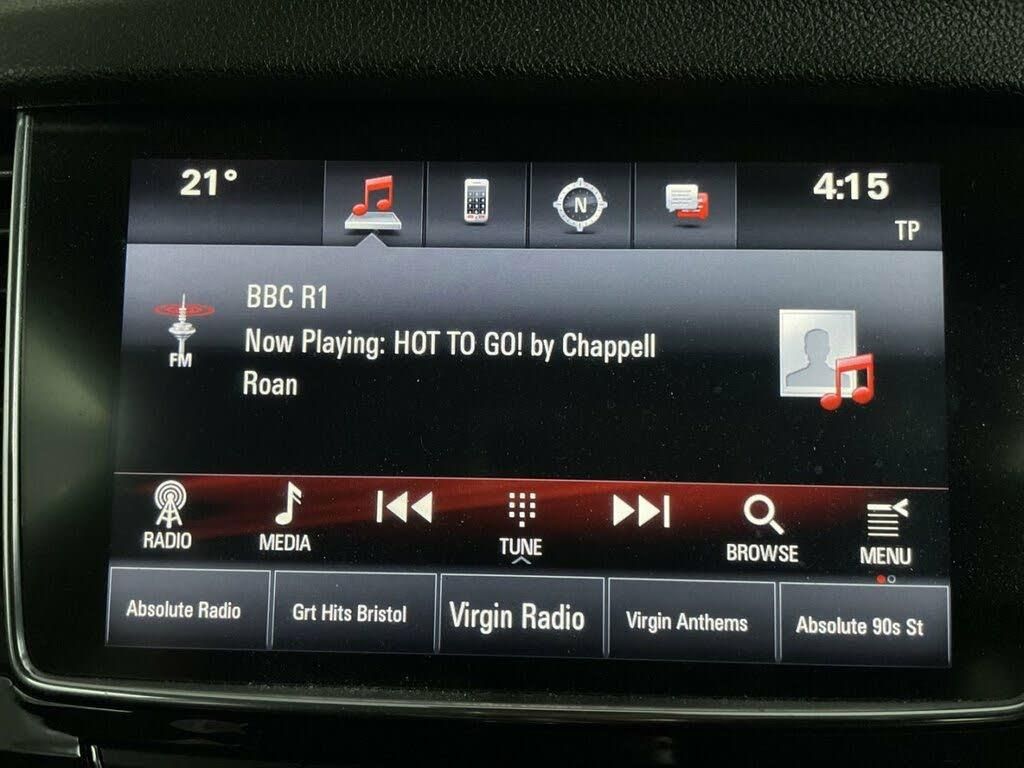 21°
N
4:15
TP
FM
BBC R1
Now Playing: HOT TO GO! by Chappell
Roan
RADIO
MEDIA
TUNE
BROWSE
MENU
Absolute Radio
Grt Hits Bristol
Virgin Radio
Virgin Anthems
Absolute 90s St